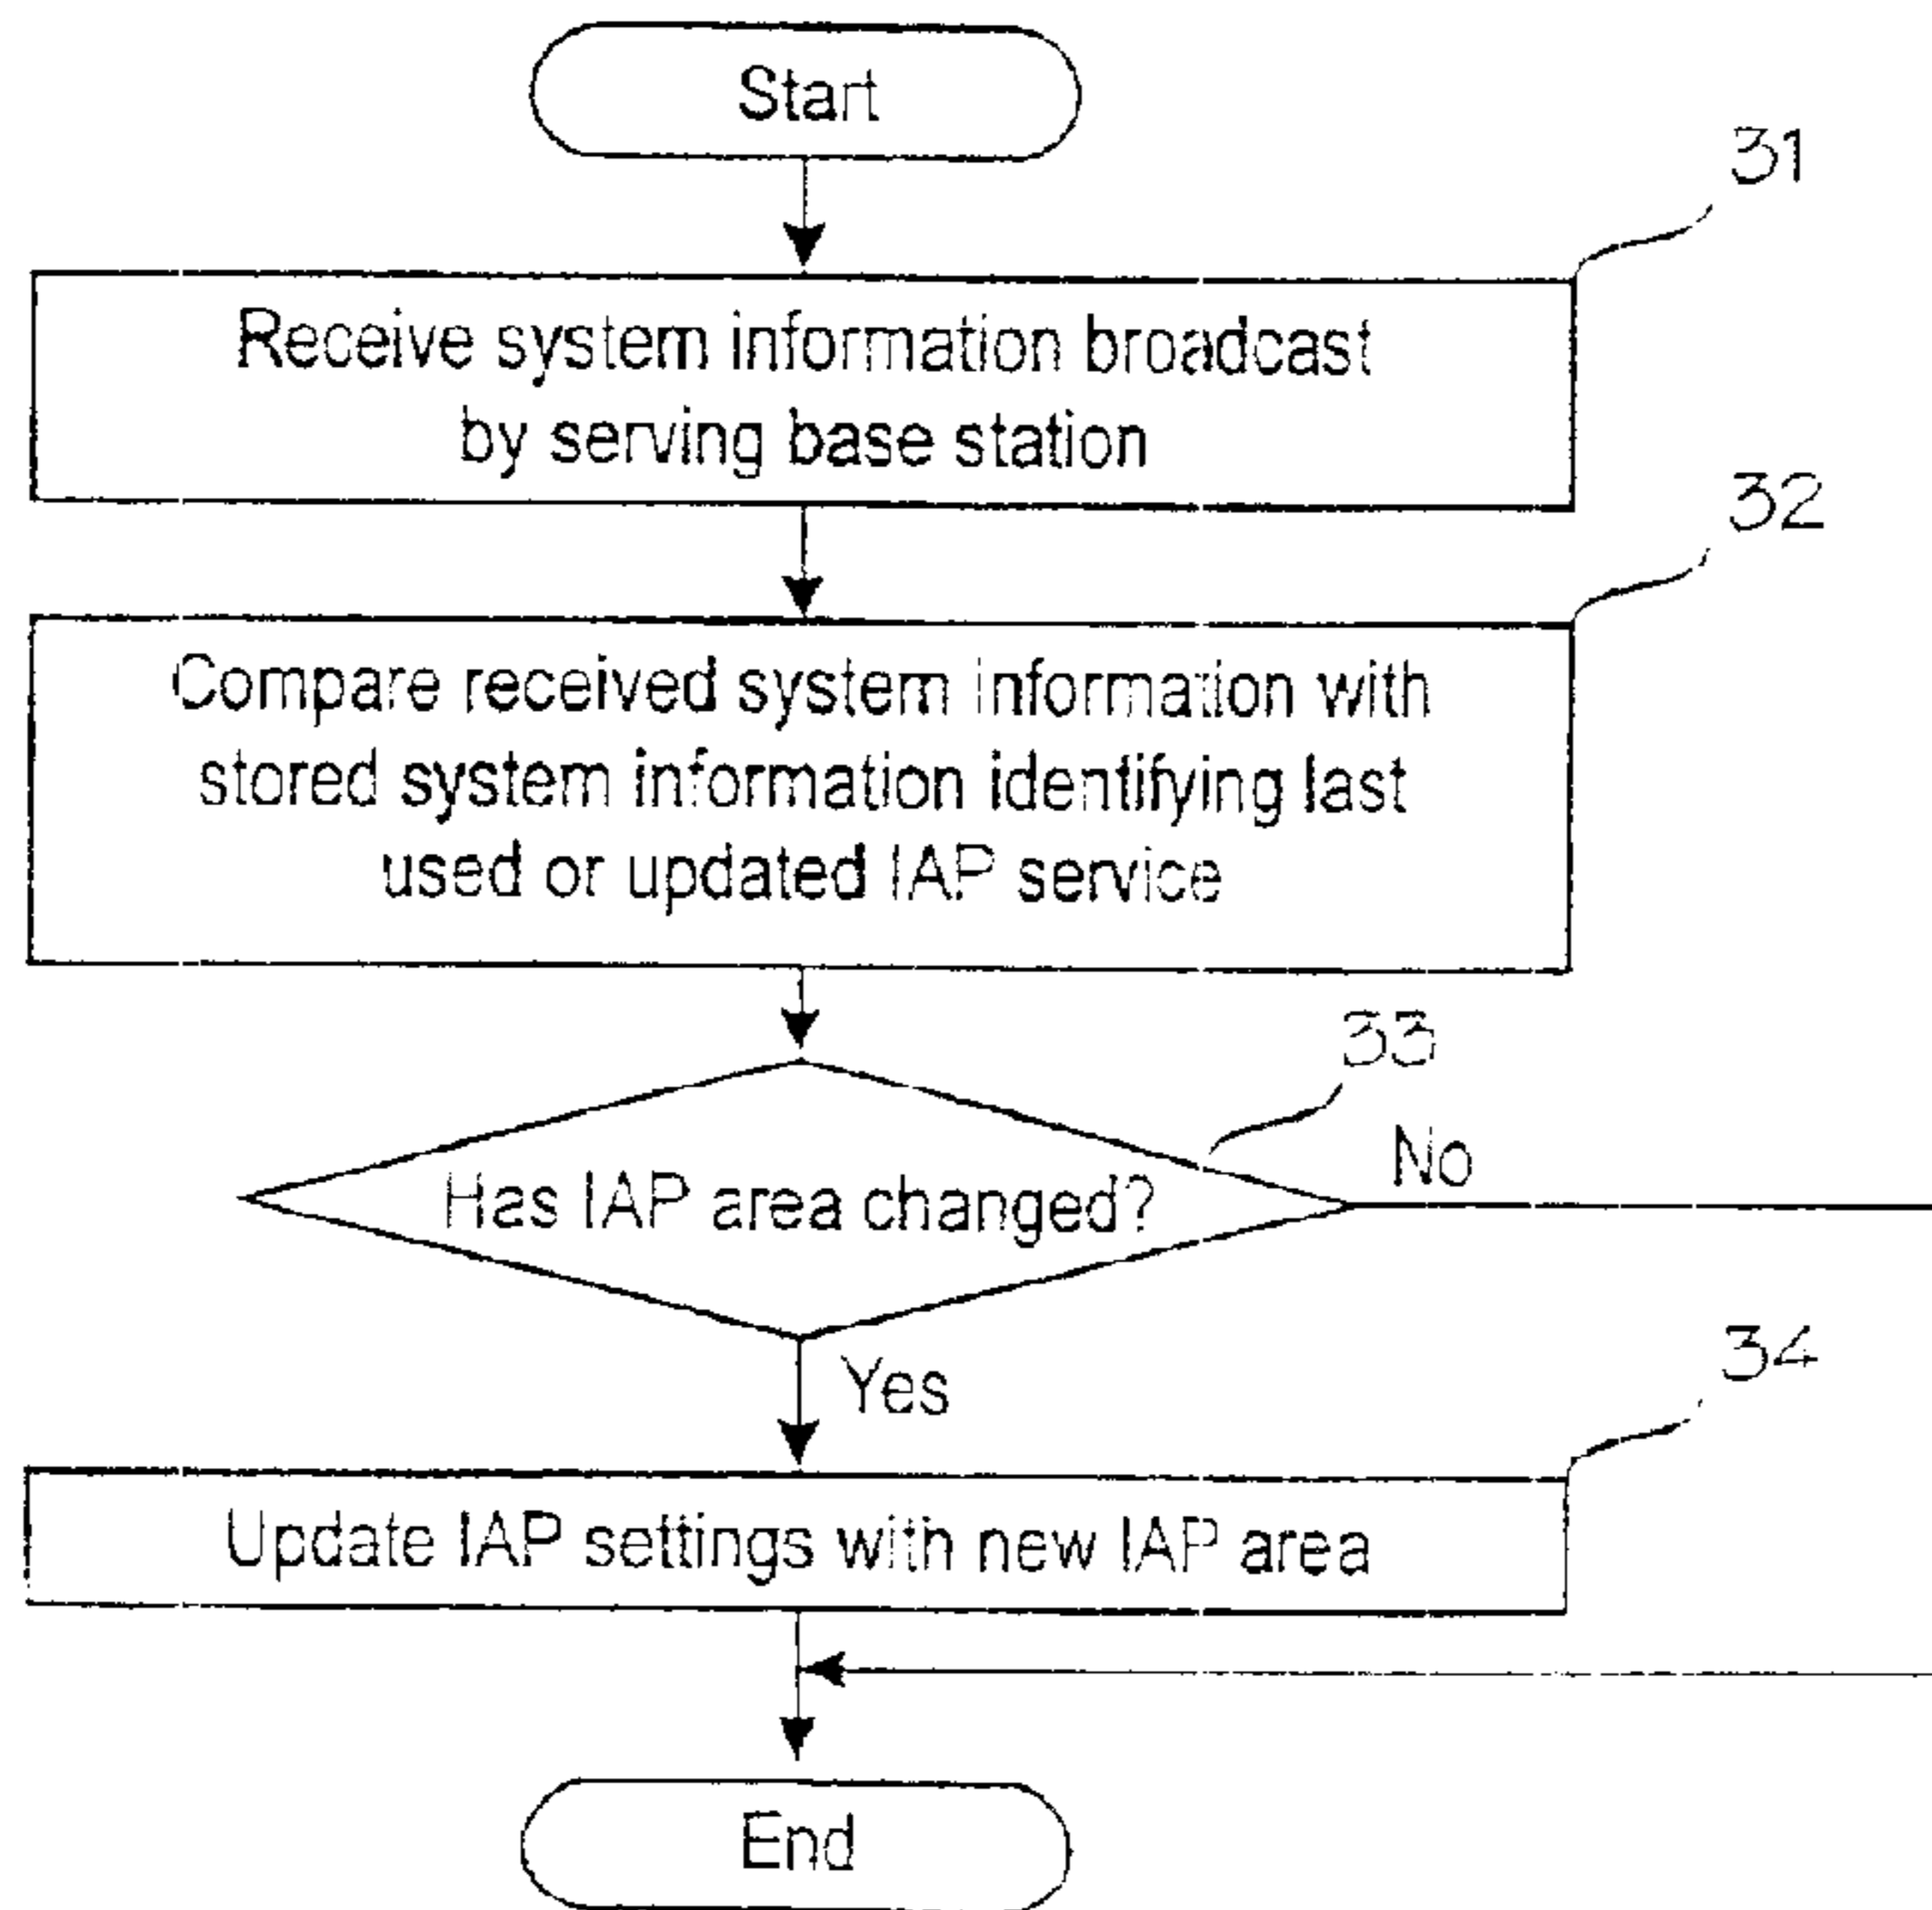 Start
31
Receive system information broadcast
by serving base station
32
Compare received system information with
stored system information identifying last
used or updated IAP service
33
Has IAP area changed?
No
Yes
34
Update IAP settings with new IAP area
End